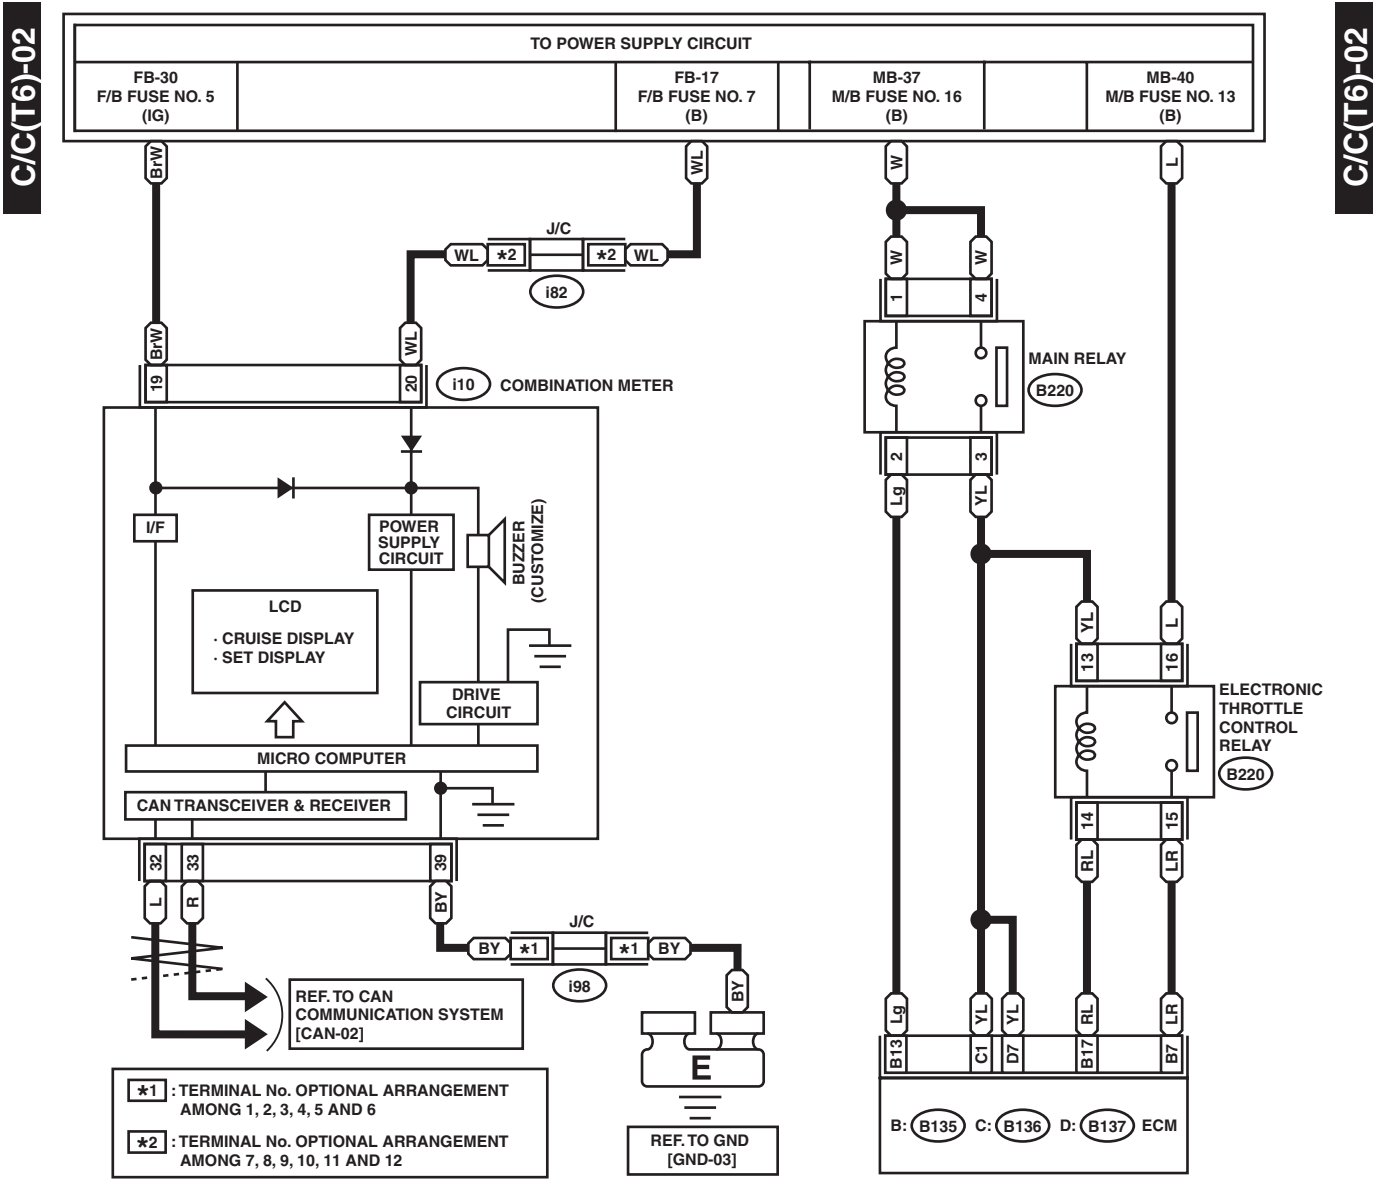 C/C(T6)-02
C/C(T6)-02
TO POWER SUPPLY CIRCUIT
FB-30
F/B FUSE NO. 5
(IG)
FB-17
F/B FUSE NO. 7
(B)
MB-37
M/B FUSE NO. 16
(B)
MB-40
M/B FUSE NO. 13
(B)
BrW
WL
W
L
J/C
WL
*2
*2
WL
i82
W
W
1
4
BrW
WL
19
20
i10
COMBINATION METER
MAIN RELAY
B220
2
3
Lg
YL
I/F
POWER
SUPPLY
CIRCUIT
BUZZER
(CUSTOMIZE)
LCD
· CRUISE DISPLAY
· SET DISPLAY
DRIVE
CIRCUIT
MICRO COMPUTER
CAN TRANSCEIVER & RECEIVER
YL
L
13
16
ELECTRONIC
THROTTLE
CONTROL
RELAY
B220
14
15
RL
LR
32
33
39
L
R
BY
J/C
BY
*1
*1
BY
i98
BY
REF. TO CAN
COMMUNICATION SYSTEM
[CAN-02]
E
REF. TO GND
[GND-03]
*1 : TERMINAL No. OPTIONAL ARRANGEMENT
AMONG 1, 2, 3, 4, 5 AND 6
*2 : TERMINAL No. OPTIONAL ARRANGEMENT
AMONG 7, 8, 9, 10, 11 AND 12
Lg
YL
YL
RL
LR
B13
C1
D7
B17
B7
B: B135 C: B136 D: B137 ECM